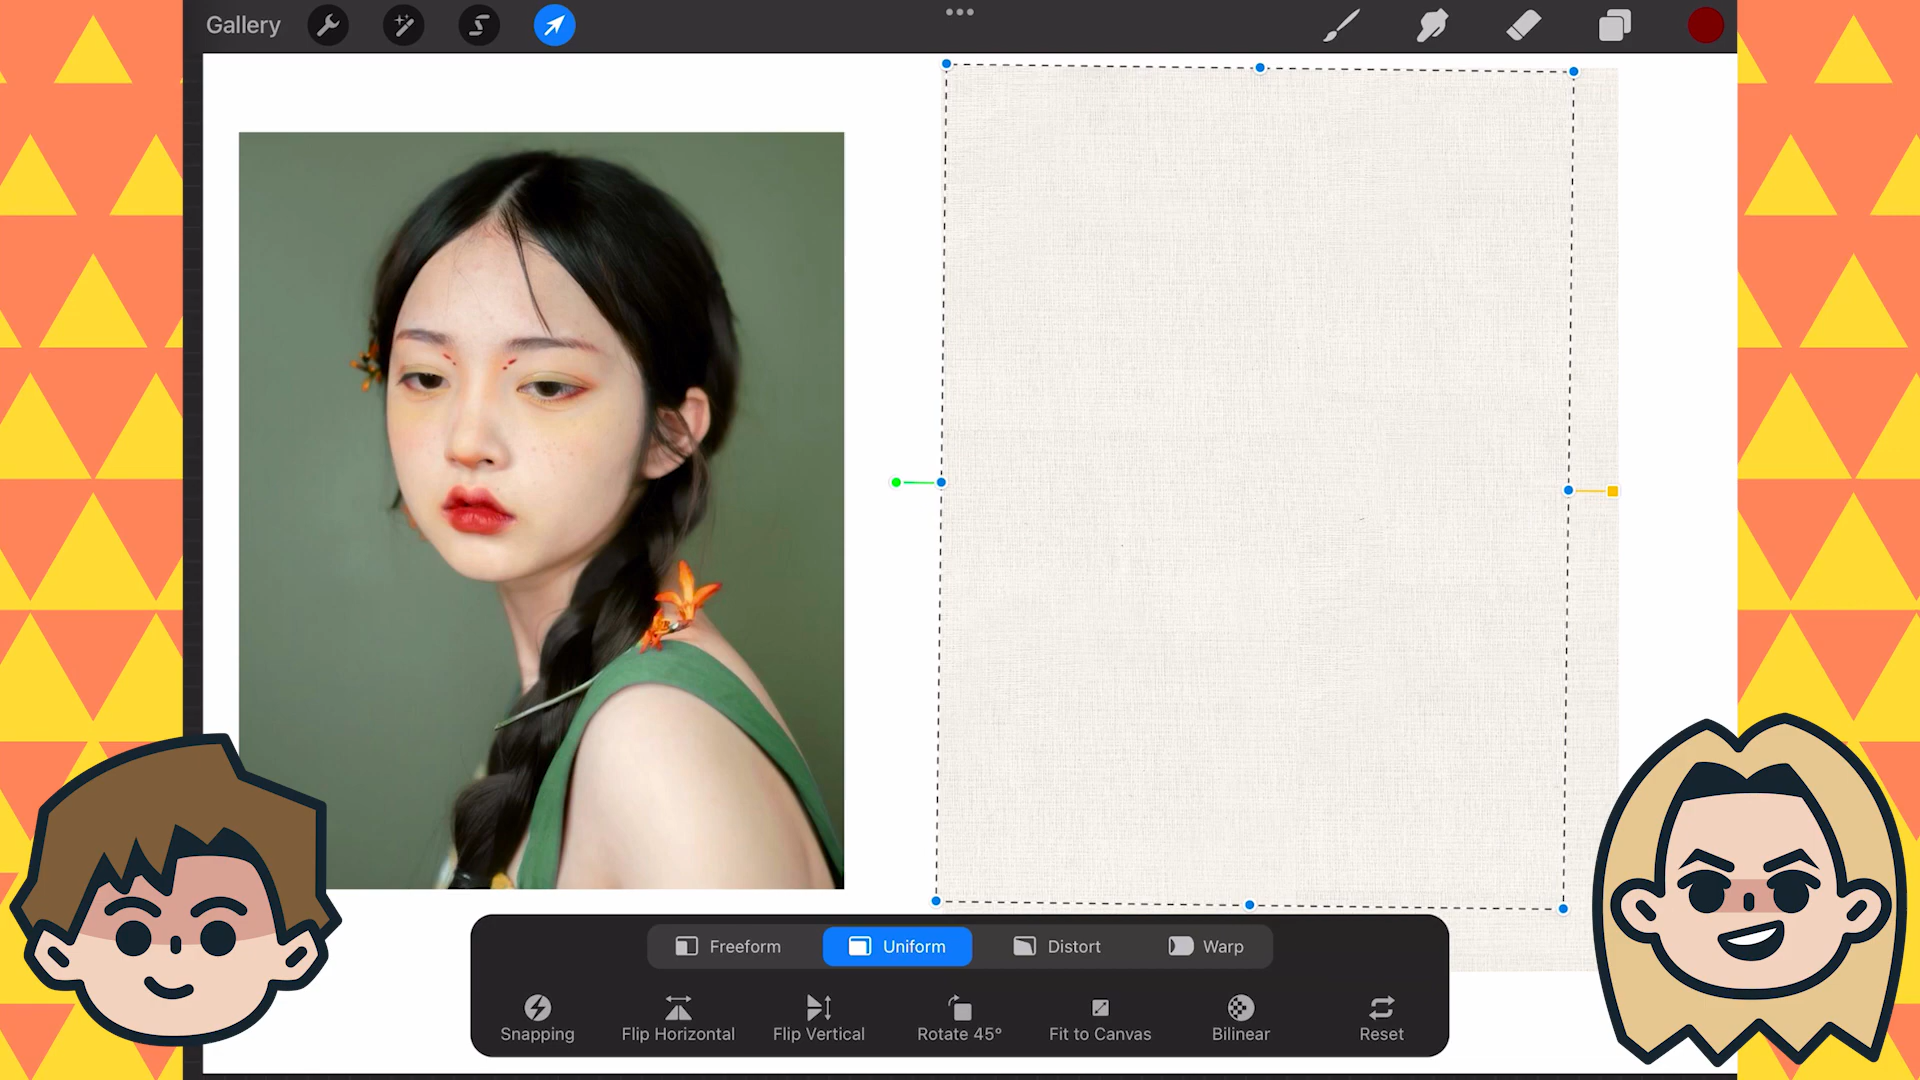 Gallery
Freeform
Uniform
Distort
Warp
Snapping
Flip Horizontal
Flip Vertical
Rotate 45°
Fit to Canvas
Bilinear
Reset